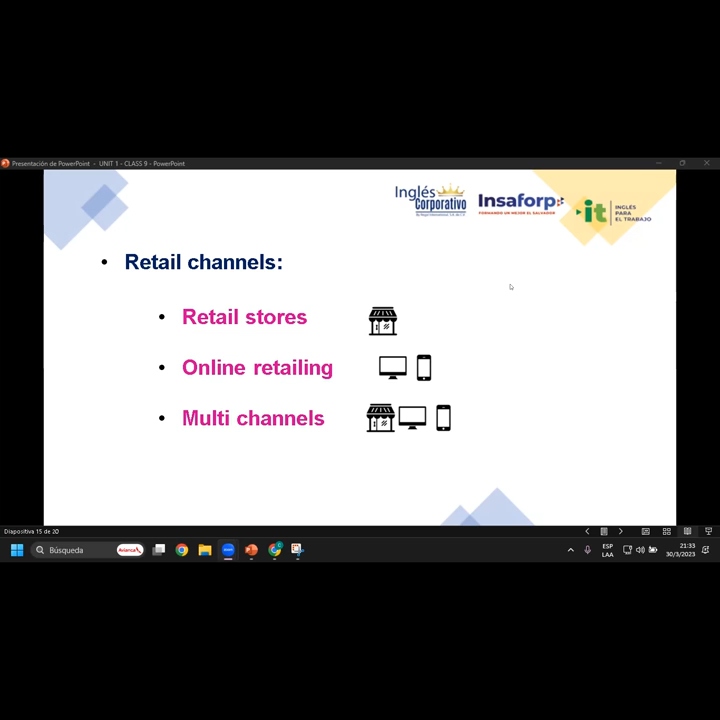 Presentación de PowerPoint - UNIT 1 - CLASS 9 - PowerPoint
Inglés
Corporativo
Insaforp
FORMANDO UN MEJOR EL SALVADOR
it
INGLÉS
PARA
EL TRABAJO
• Retail channels:
• Retail stores
• Online retailing
• Multi channels
Diapositiva 15 de 20
Búsqueda
Avianca
ESP
LAA
21:33
30/3/2023